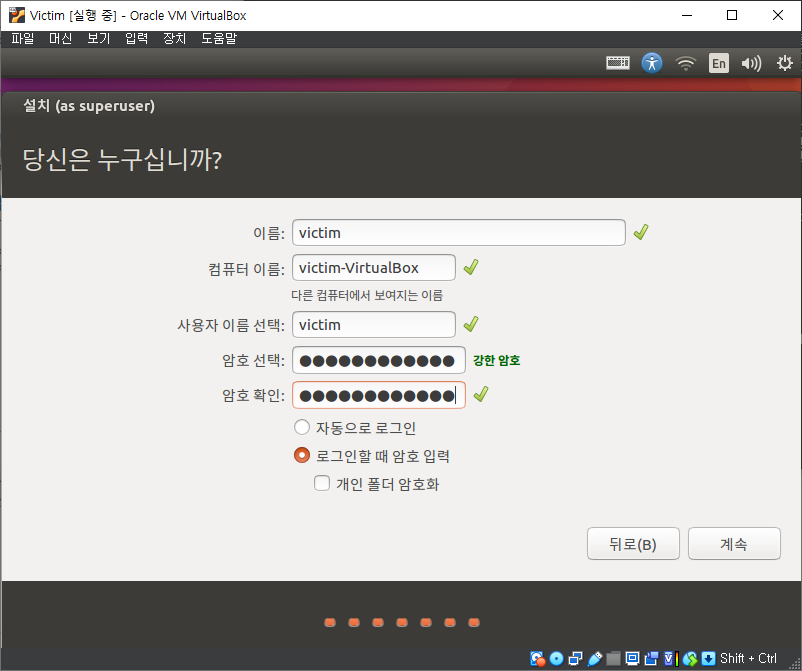 Victim [실행 중] - Oracle VM VirtualBox
파일 머신 보기 입력 장치 도움말
En
설치 (as superuser)
당신은 누구십니까?
이름: victim
컴퓨터 이름: victim-VirtualBox
다른 컴퓨터에서 보여지는 이름
사용자 이름 선택: victim
암호 선택: ●●●●●●●●●●●● 강한 암호
암호 확인: ●●●●●●●●●●●●
자동으로 로그인
로그인할 때 암호 입력
개인 폴더 암호화
뒤로(B) 계속
Shift + Ctrl